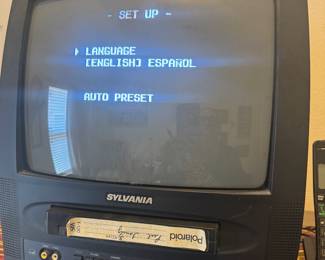 - SET UP -
▶ LANGUAGE
[ENGLISH] ESPAÑOL
AUTO PRESET
SYLVANIA
Polaroid